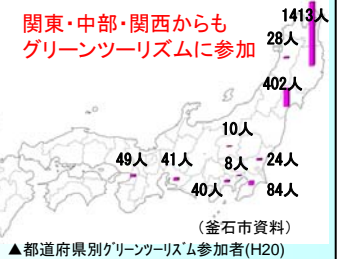 関東・中部・関西からも
グリーンツーリズムに参加
1413人
28人
402人
10人
49人
41人
8人
24人
40人
84人
(釜石市資料)
▲都道府県別グリーンツーリズム参加者(H20)